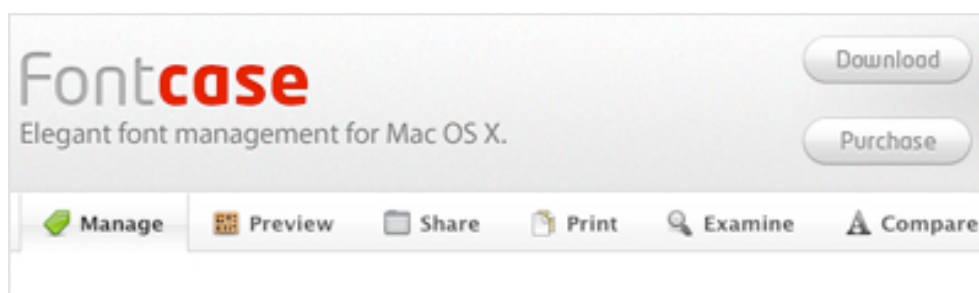 Fontcase
Download
Elegant font management for Mac OS X.
Purchase
Manage Preview Share Print Examine Compare